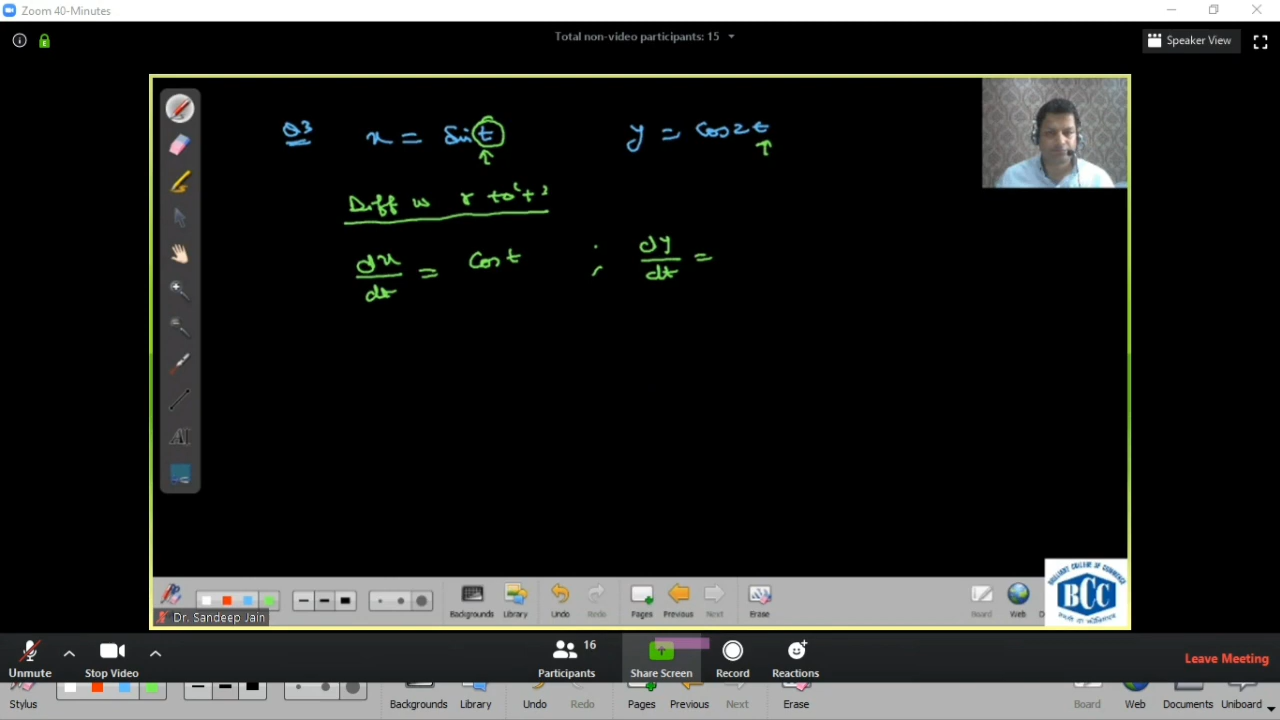 Zoom 40-Minutes
Total non-video participants: 15
Speaker View
Q3 x = Sin t y = Cos 2t
Diff w r to 't'
dx/dt = Cos t ; dy/dt =
BCC
Backgrounds Library Undo Redo Pages Previous Next Erase Board Web
Dr. Sandeep Jain
Unmute Stop Video Participants 16 Share Screen Record Reactions Leave Meeting
Stylus Backgrounds Library Undo Redo Pages Previous Next Erase Board Web Documents Uniboard